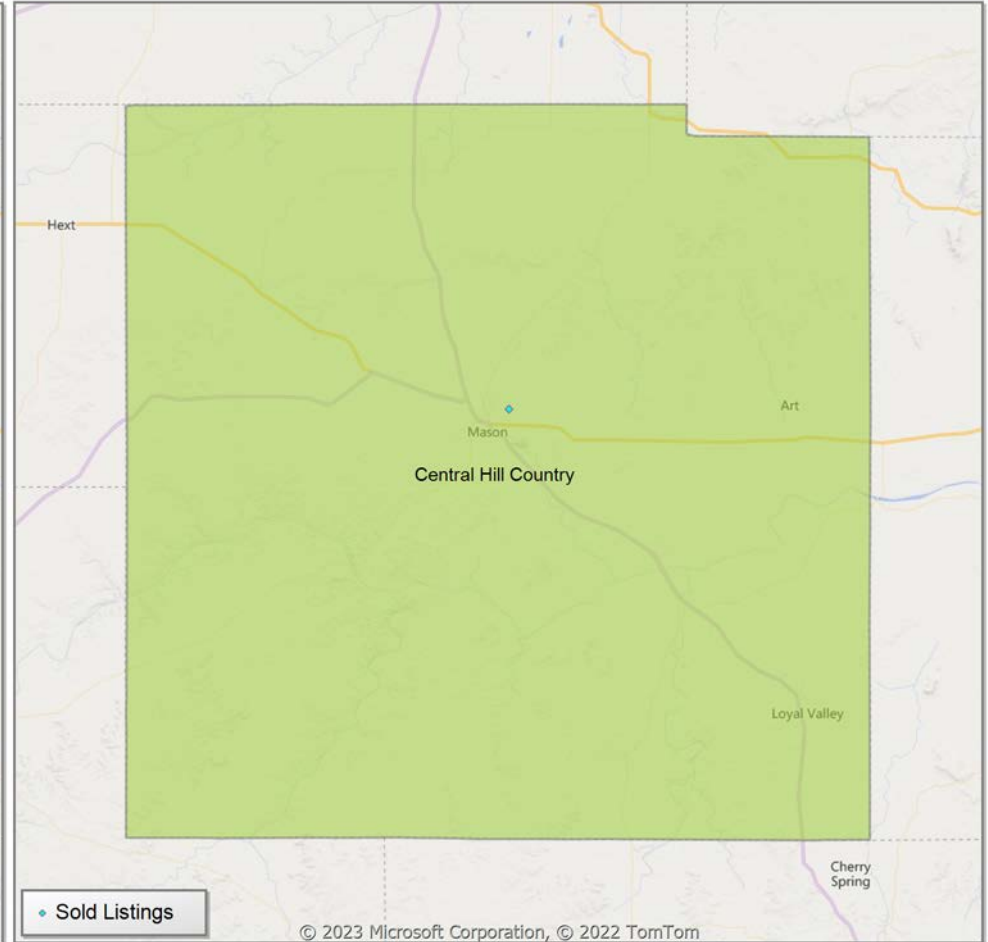 Hext
Art
Mason
Central Hill Country
Loyal Valley
Cherry
Spring
Sold Listings
© 2023 Microsoft Corporation, © 2022 TomTom